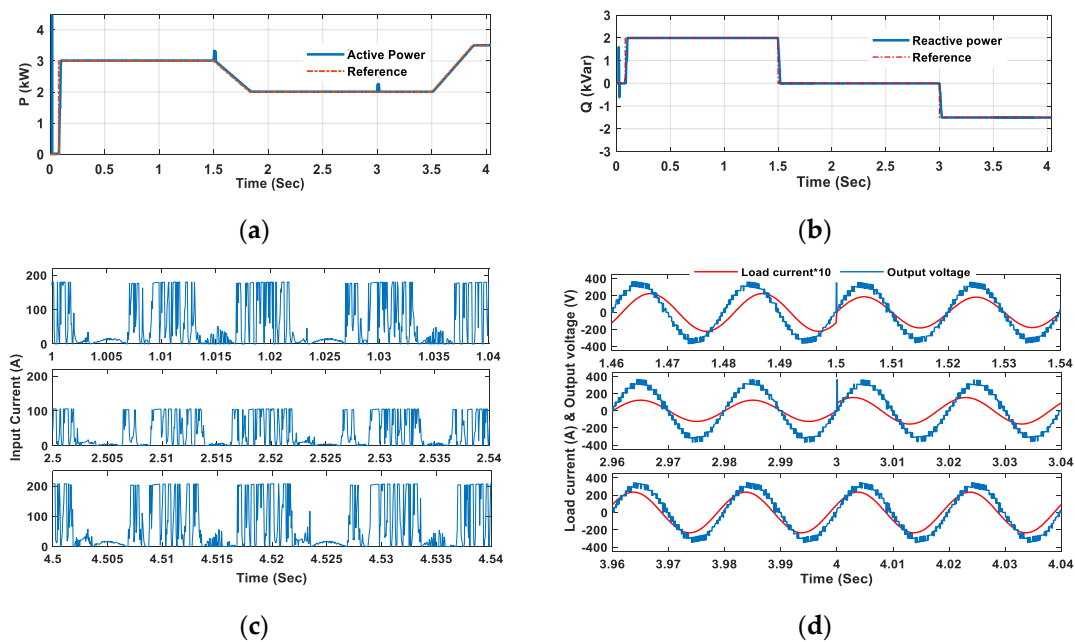 4
3
2
1
0
P (kW)
Active Power
Reference
0 0.5 1 1.5 2 2.5 3 3.5 4
Time (Sec)
(a)
3
2
1
0
-1
-2
-3
Q (kVar)
Reactive power
Reference
0 0.5 1 1.5 2 2.5 3 3.5 4
Time (Sec)
(b)
Input Current (A)
200
100
0
1 1.005 1.01 1.015 1.02 1.025 1.03 1.035 1.04
200
100
0
2.5 2.505 2.51 2.515 2.52 2.525 2.53 2.535 2.54
200
100
0
4.5 4.505 4.51 4.515 4.52 4.525 4.53 4.535 4.54
Time (Sec)
(c)
Load current (A) & Output voltage (V)
Load current*10 Output voltage
400
200
0
-200
-400
1.46 1.47 1.48 1.49 1.5 1.51 1.52 1.53 1.54
400
200
0
-200
-400
2.96 2.97 2.98 2.99 3 3.01 3.02 3.03 3.04
400
200
0
-200
-400
3.96 3.97 3.98 3.99 4 4.01 4.02 4.03 4.04
Time (Sec)
(d)